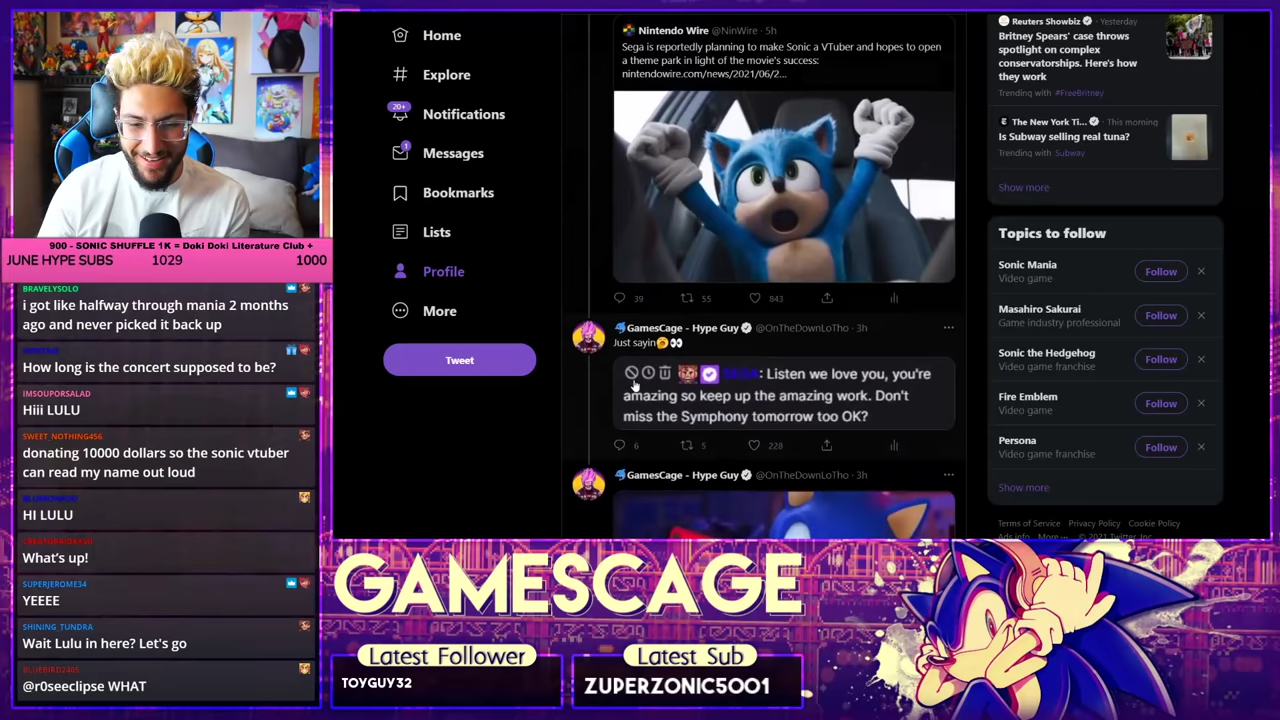 900 - SONIC SHUFFLE 1K = Doki Doki Literature Club +
JUNE HYPE SUBS 1029 1000
BRAVELYSOLO
i got like halfway through mania 2 months
ago and never picked it back up
How long is the concert supposed to be?
IMSOUPORSALAD
Hiii LULU
SWEET_NOTHING456
donating 10000 dollars so the sonic vtuber
can read my name out loud
HI LULU
What's up!
SUPERJEROME34
YEEEE
SHINING_TUNDRA
Wait Lulu in here? Let's go
BLUEBIRD2405
@r0seeclipse WHAT
Home
Explore
20+
Notifications
1
Messages
Bookmarks
Lists
Profile
More
Tweet
Nintendo Wire @NinWire · 5h
Sega is reportedly planning to make Sonic a VTuber and hopes to open
a theme park in light of the movie's success:
nintendowire.com/news/2021/06/2...
39 55 843
GamesCage - Hype Guy @OnTheDownLoTho · 3h
Just sayin
: Listen we love you, you're
amazing so keep up the amazing work. Don't
miss the Symphony tomorrow too OK?
6 5 228
GamesCage - Hype Guy @OnTheDownLoTho · 3h
Reuters Showbiz · Yesterday
Britney Spears' case throws
spotlight on complex
conservatorships. Here's how
they work
Trending with #FreeBritney
The New York Ti... · This morning
Is Subway selling real tuna?
Trending with Subway
Show more
Topics to follow
Sonic Mania
Video game
Follow
Masahiro Sakurai
Game industry professional
Follow
Sonic the Hedgehog
Video game franchise
Follow
Fire Emblem
Video game
Follow
Persona
Video game franchise
Follow
Show more
Terms of Service Privacy Policy Cookie Policy
Ads info More ··· © 2021 Twitter, Inc.
GAMESCAGE
Latest Follower
TOYGUY32
Latest Sub
ZUPERZONIC5001